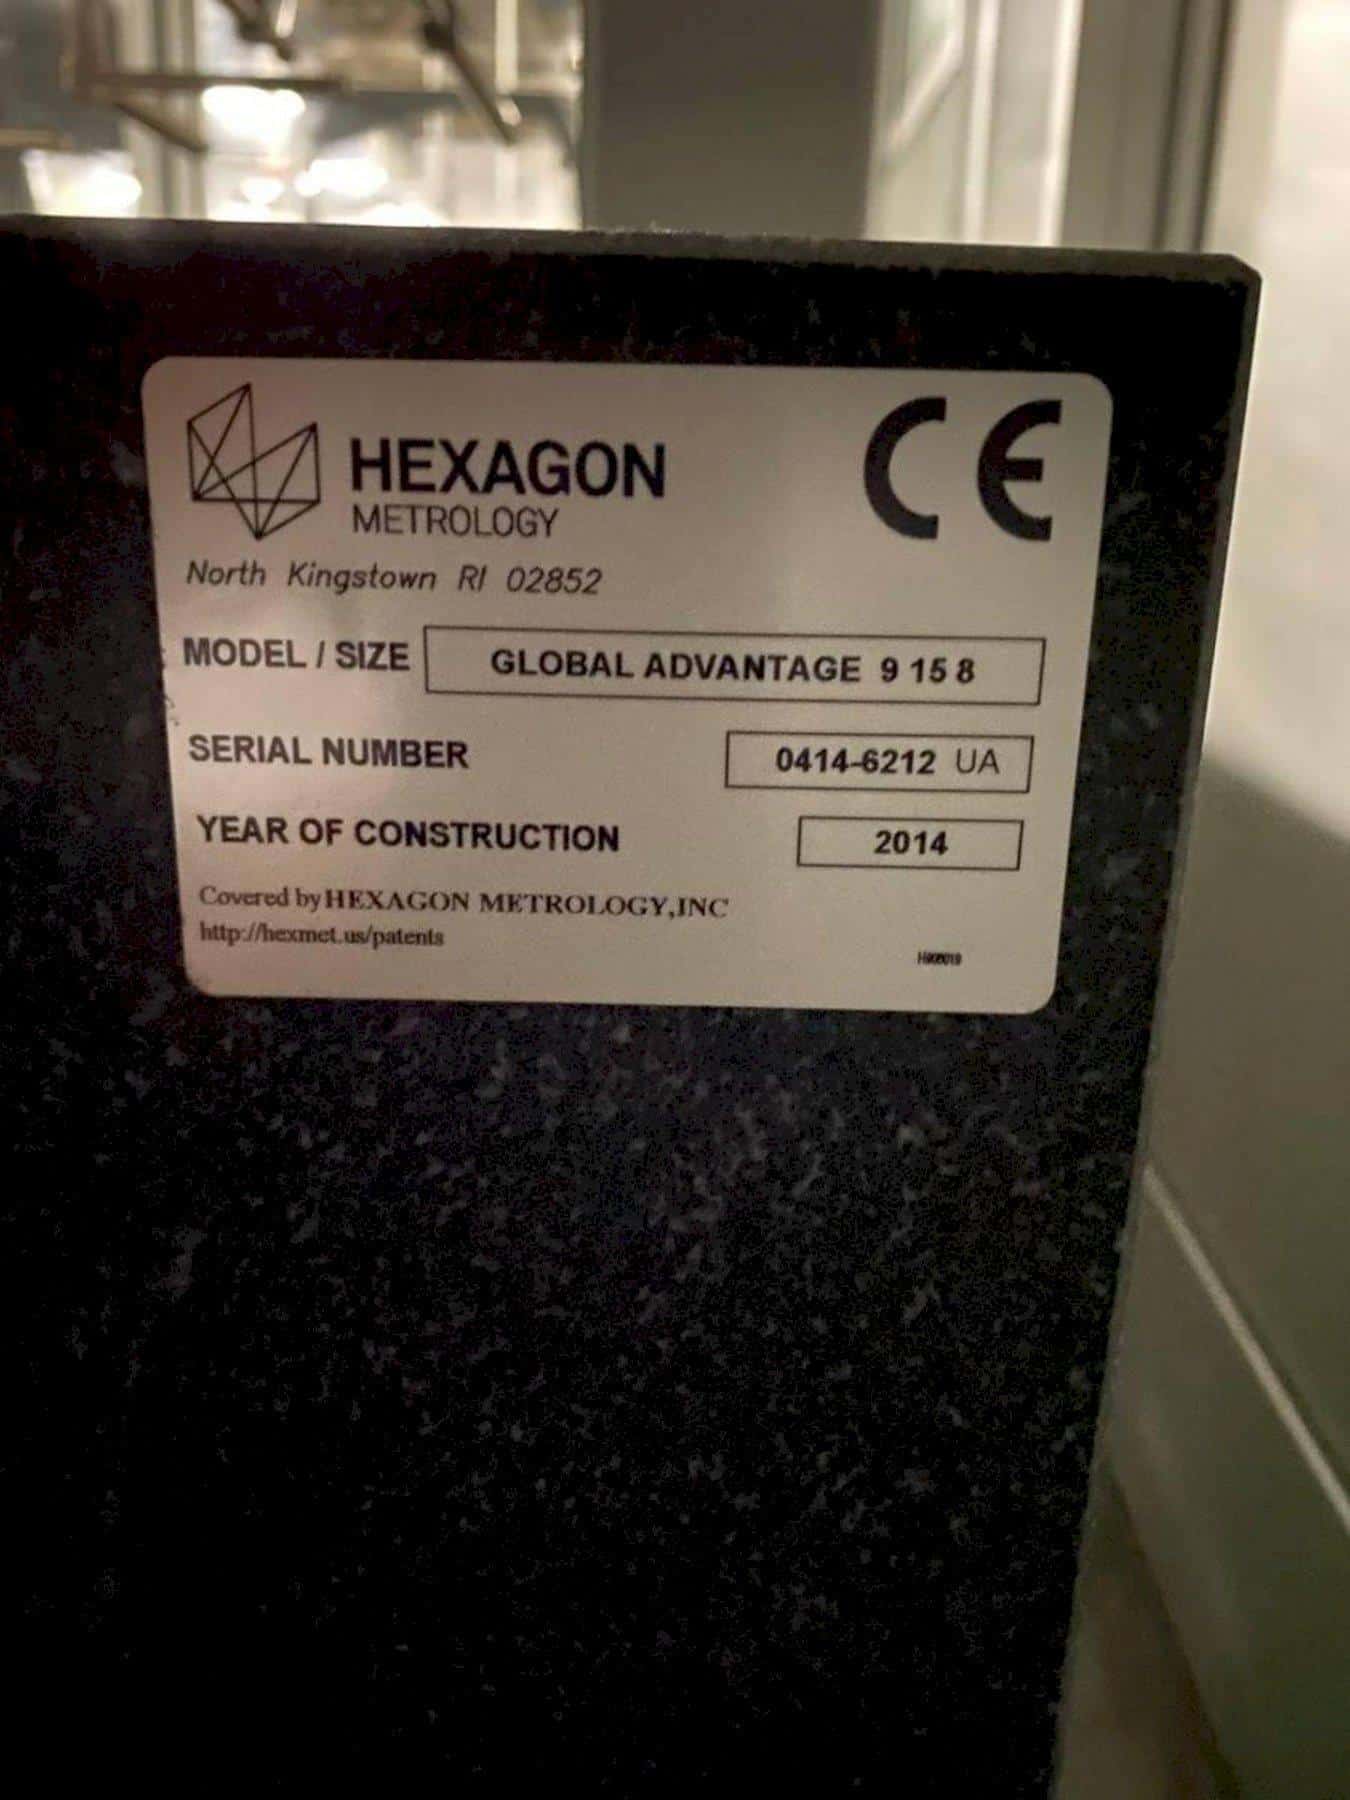 HEXAGON
METROLOGY
CE
North Kingstown RI 02852
MODEL / SIZE GLOBAL ADVANTAGE 9 15 8
SERIAL NUMBER 0414-6212 UA
YEAR OF CONSTRUCTION 2014
Covered by HEXAGON METROLOGY,INC
http://hexmet.us/patents